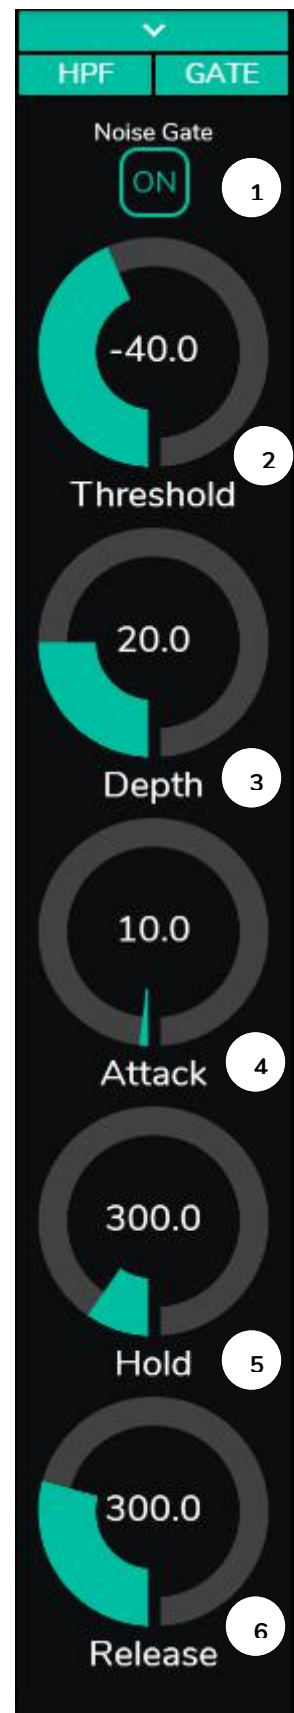 HPF GATE
Noise Gate
ON
1
-40.0
2
Threshold
20.0
Depth
3
10.0
Attack
4
300.0
Hold
5
300.0
6
Release